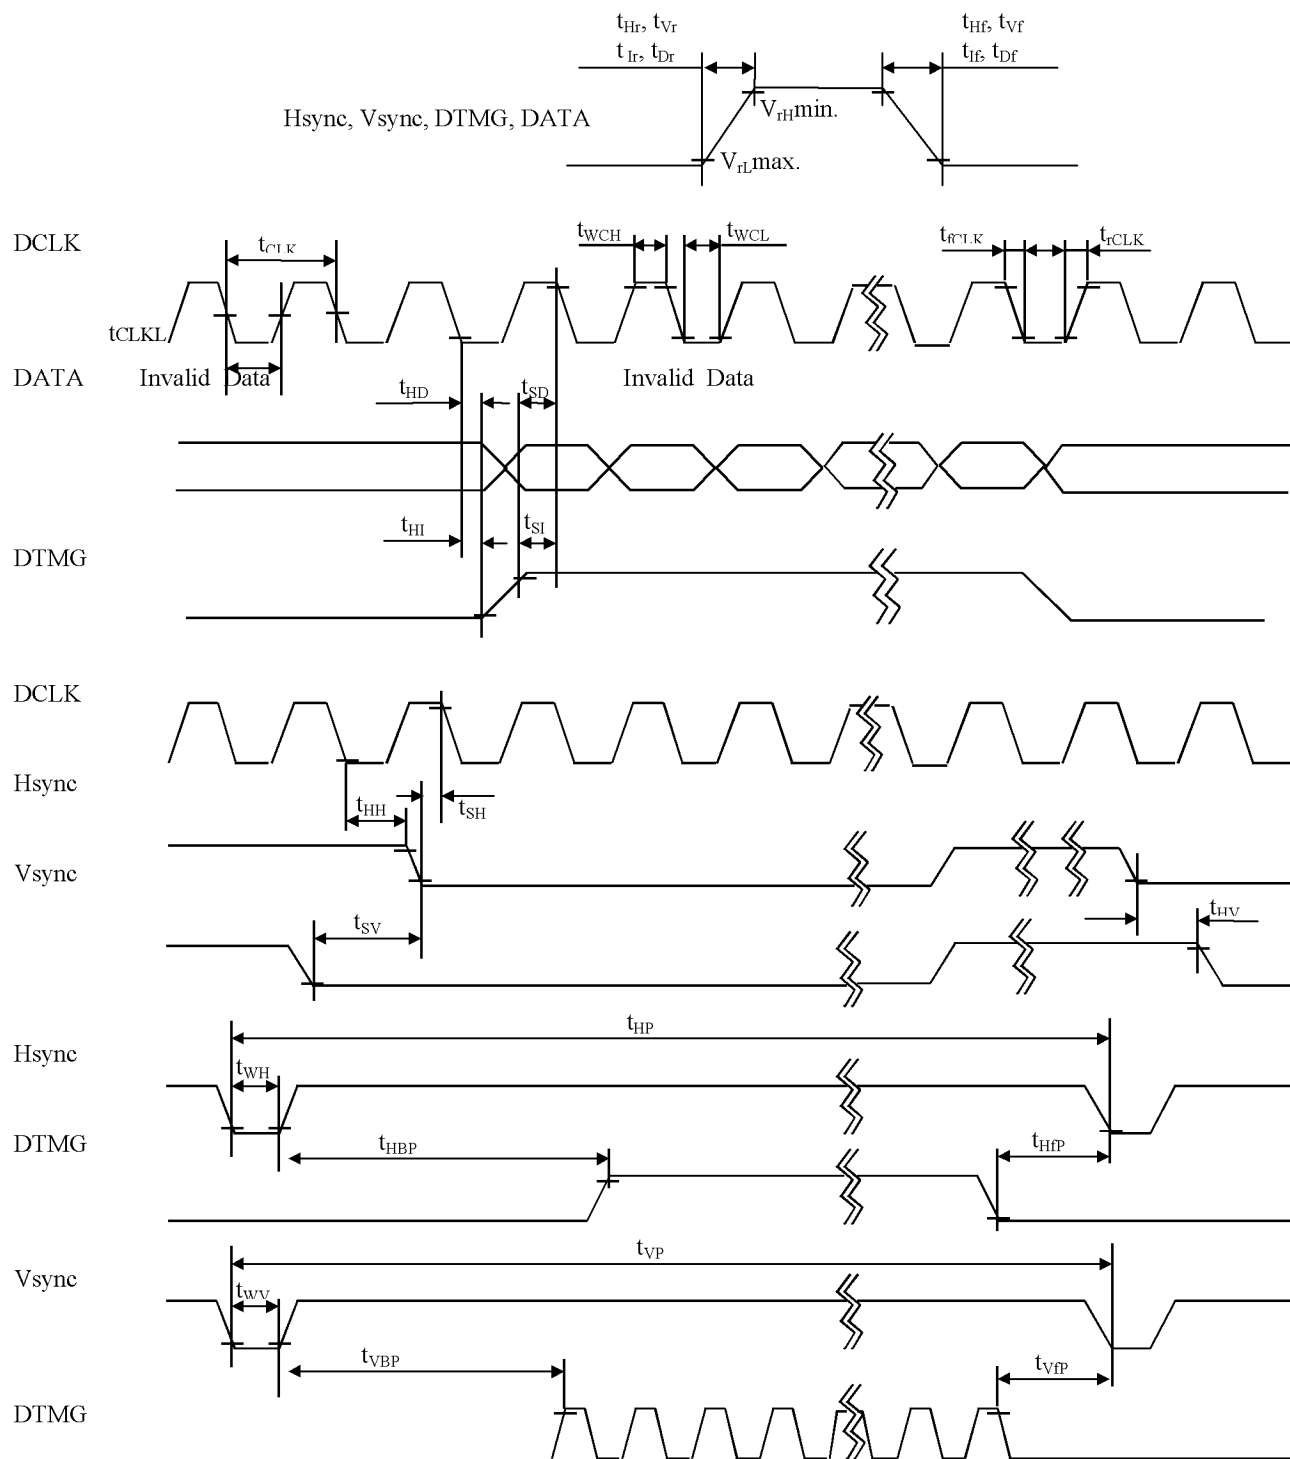 tHr, tVr tHf, tVf
tIr, tDr tIf, tDf
Hsync, Vsync, DTMG, DATA
VrHmin.
VrLmax.
DCLK tCLK tWCH tWCL tfCLK trCLK
tCLKL
DATA Invalid Data tHD tSD Invalid Data
tHI tSI
DTMG
DCLK
Hsync
tHH tSH
Vsync
tSV tHV
tHP
Hsync
tWH
DTMG tHBP tHfP
tVP
Vsync
tWV
tVBP tVfP
DTMG